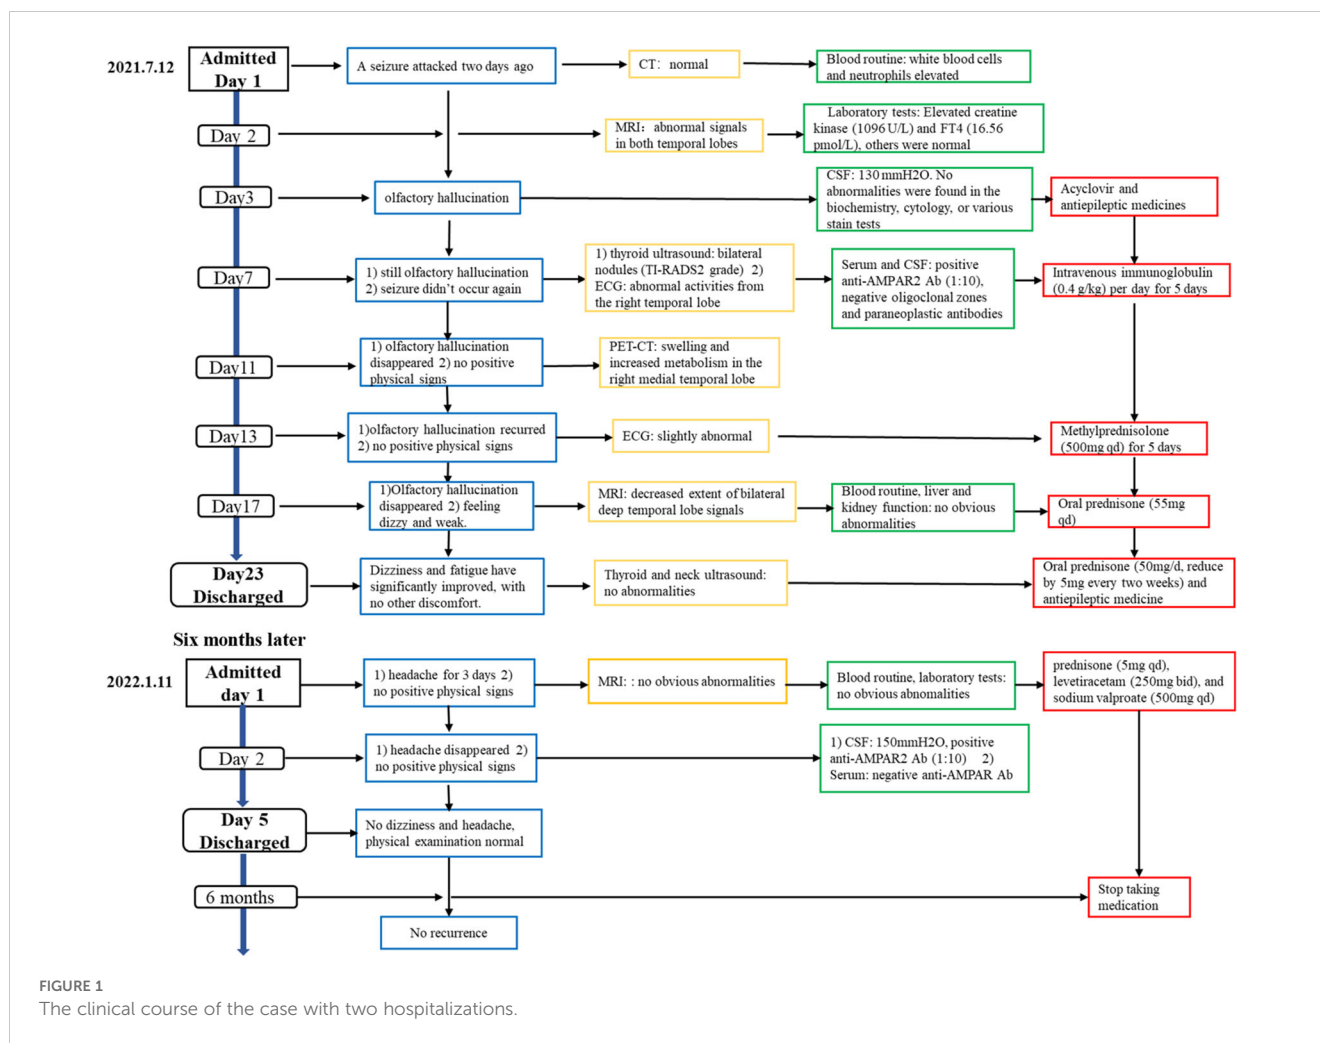 2021.7.12
Admitted
Day 1
A seizure attacked two days ago
CT: normal
Blood routine: white blood cells
and neutrophils elevated
Day 2
MRI: abnormal signals
in both temporal lobes
Laboratory tests: Elevated creatine
kinase (1096 U/L) and FT4 (16.56
pmol/L), others were normal
Day3
olfactory hallucination
CSF: 130 mmH2O. No
abnormalities were found in the
biochemistry, cytology, or various
stain tests
Acyclovir and
antiepileptic medicines
Day7
1) still olfactory hallucination
2) seizure didn't occur again
1) thyroid ultrasound: bilateral
nodules (TI-RADS2 grade) 2)
ECG: abnormal activities from
the right temporal lobe
Serum and CSF: positive
anti-AMPAR2 Ab (1:10),
negative oligoclonal zones
and paraneoplastic antibodies
Intravenous immunoglobulin
(0.4 g/kg) per day for 5 days
Day11
1) olfactory hallucination
disappeared 2) no positive
physical signs
PET-CT: swelling and
increased metabolism in the
right medial temporal lobe
Day13
1)olfactory hallucination recurred
2) no positive physical signs
ECG: slightly abnormal
Methylprednisolone
(500mg qd) for 5 days
Day17
1)Olfactory hallucination
disappeared 2) feeling
dizzy and weak.
MRI: decreased extent of bilateral
deep temporal lobe signals
Blood routine, liver and
kidney function: no obvious
abnormalities
Oral prednisone (55mg
qd)
Day23
Discharged
Dizziness and fatigue have
significantly improved, with
no other discomfort.
Thyroid and neck ultrasound:
no abnormalities
Oral prednisone (50mg/d, reduce
by 5mg every two weeks) and
antiepileptic medicine
Six months later
2022.1.11
Admitted
day 1
1) headache for 3 days 2)
no positive physical signs
MRI: : no obvious abnormalities
Blood routine, laboratory tests:
no obvious abnomalities
prednisone (5mg qd),
levetiracetam (250mg bid), and
sodium valproate (500mg qd)
Day 2
1) headache disappeared 2)
no positive physical signs
1) CSF: 150mmH2O, positive
anti-AMPAR2 Ab (1:10) 2)
Serum: negative anti-AMPAR Ab
Day 5
Discharged
No dizziness and headache,
physical examination normal
6 months
Stop taking
medication
No recurrence
FIGURE 1
The clinical course of the case with two hospitalizations.